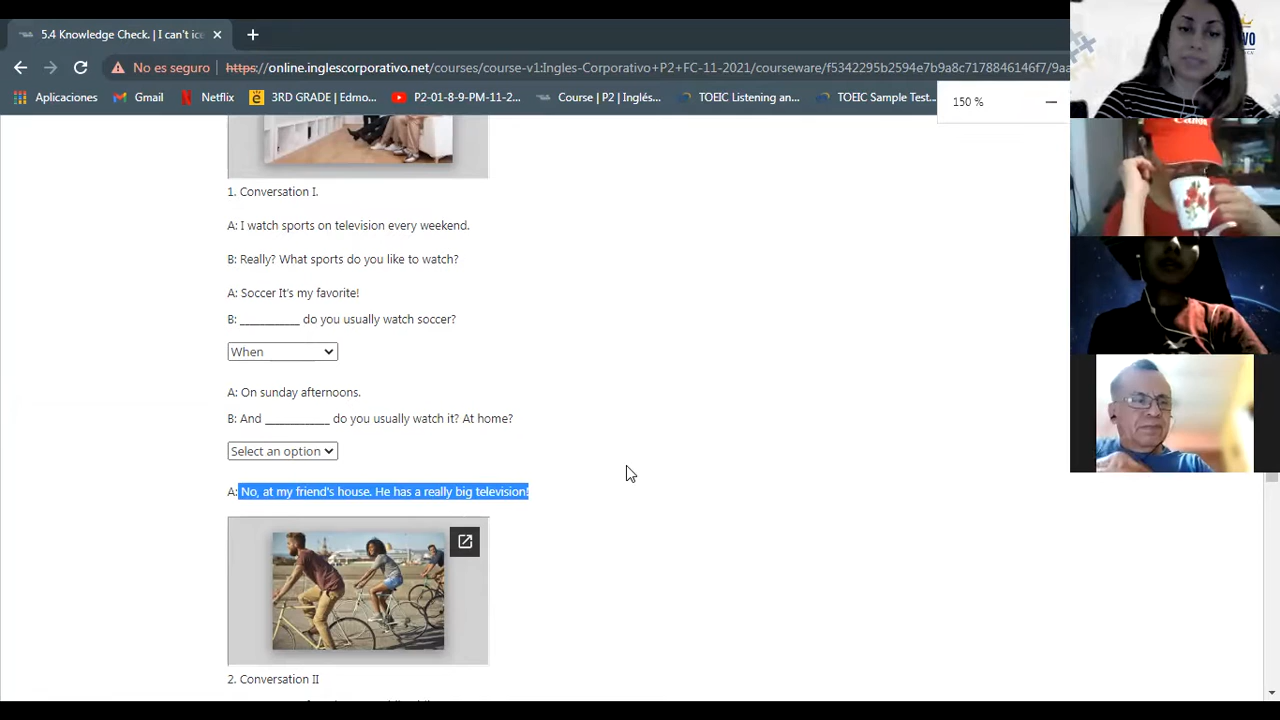 5.4 Knowledge Check. | I can't ice
No es seguro
https://online.inglescorporativo.net/courses/course-v1:Ingles-Corporativo+P2+FC-11-2021/courseware/f5342295b2594e7b9a8c7178846146f7/9aa
Aplicaciones
Gmail
Netflix
3RD GRADE | Edmo...
P2-01-8-9-PM-11-2...
Course | P2 | Inglés...
TOEIC Listening an...
TOEIC Sample Test...
150 %
1. Conversation I.
A: I watch sports on television every weekend.
B: Really? What sports do you like to watch?
A: Soccer It's my favorite!
B: ____________ do you usually watch soccer?
When
A: On sunday afternoons.
B: And _____________ do you usually watch it? At home?
Select an option
A: No, at my friend's house. He has a really big television!
2. Conversation II